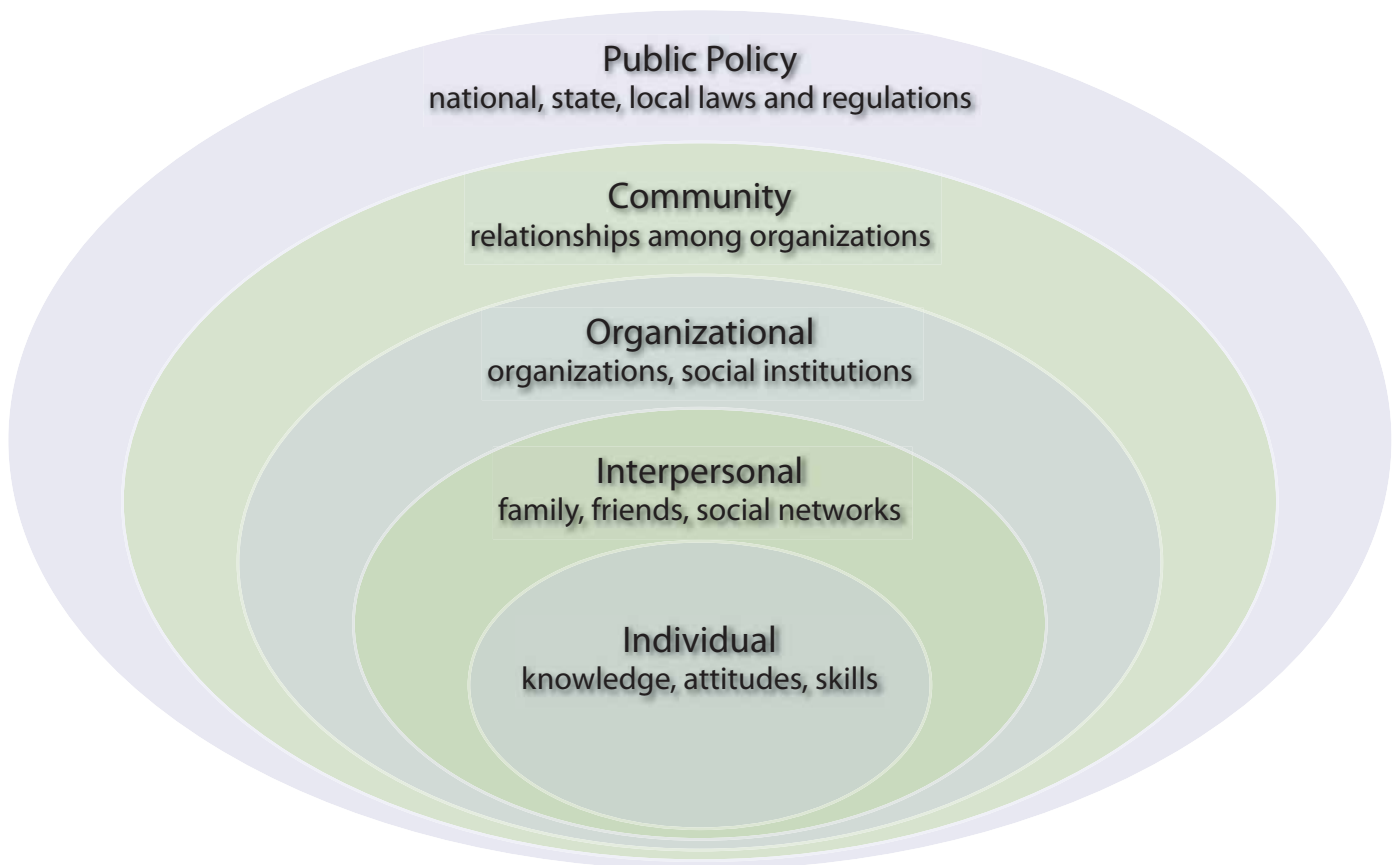 Public Policy
national, state, local laws and regulations
Community
relationships among organizations
Organizational
organizations, social institutions
Interpersonal
family, friends, social networks
Individual
knowledge, attitudes, skills